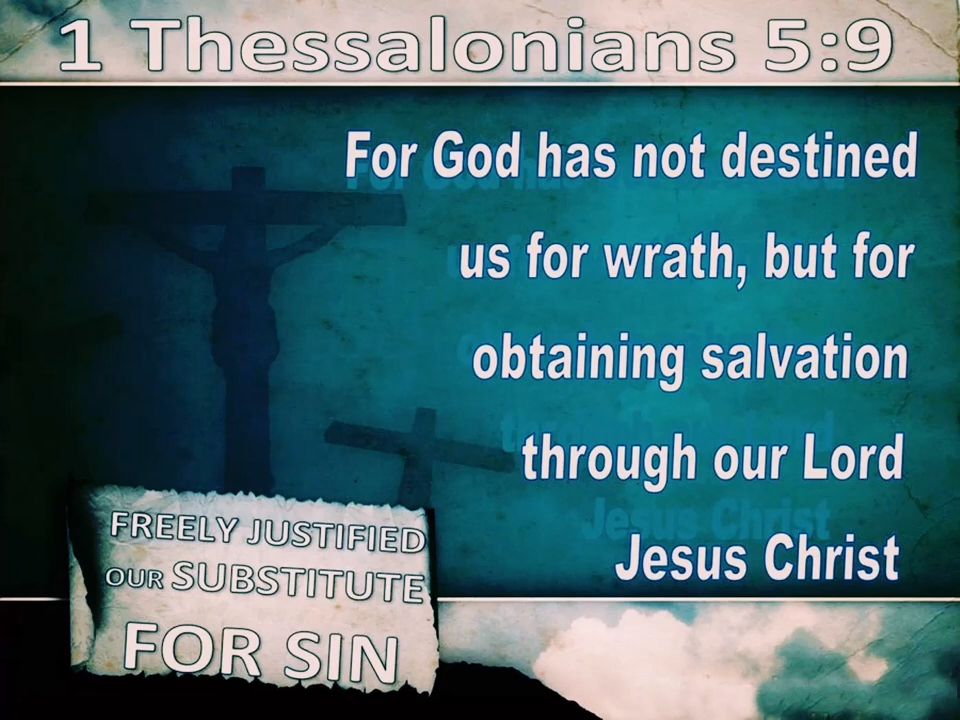 1 Thessalonians 5:9
For God has not destined
us for wrath, but for
obtaining salvation
through our Lord
Jesus Christ
FREELY JUSTIFIED
OUR SUBSTITUTE
FOR SIN